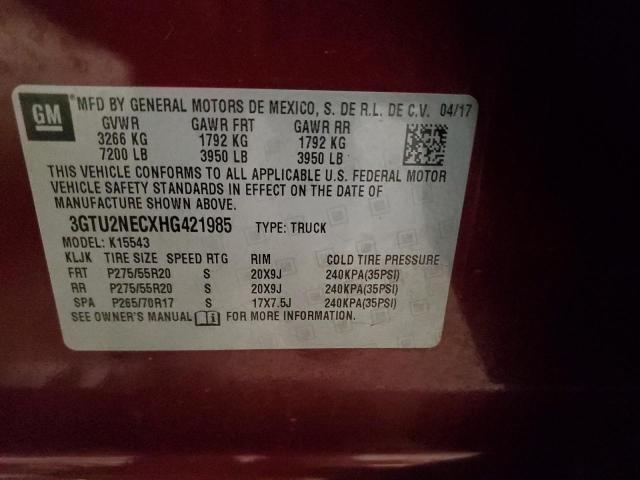 GM MFD BY GENERAL MOTORS DE MEXICO, S. DE R.L. DE C.V. 04/17
GVWR GAWR FRT GAWR RR
3266 KG 1792 KG 1792 KG
7200 LB 3950 LB 3950 LB
THIS VEHICLE CONFORMS TO ALL APPLICABLE U.S. FEDERAL MOTOR
VEHICLE SAFETY STANDARDS IN EFFECT ON THE DATE OF
MANUFACTURE SHOWN ABOVE.
3GTU2NECXHG421985 TYPE: TRUCK
MODEL: K15543
KLJK TIRE SIZE SPEED RTG RIM COLD TIRE PRESSURE
FRT P275/55R20 S 20X9J 240KPA(35PSI)
RR P275/55R20 S 20X9J 240KPA(35PSI)
SPA P265/70R17 S 17X7.5J 240KPA(35PSI)
SEE OWNER'S MANUAL FOR MORE INFORMATION.